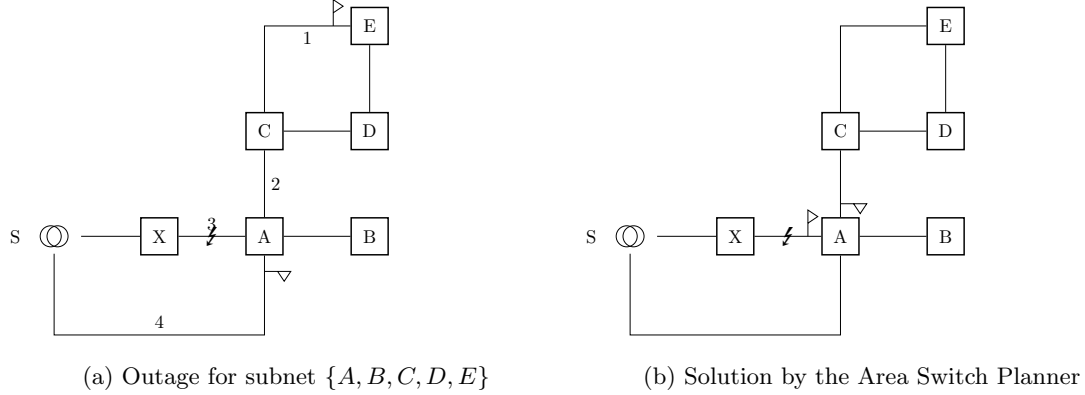 E
1
C
D
2
S
X
3
A
B
4
(a) Outage for subnet {A, B, C, D, E}
E
C
D
S
X
A
B
(b) Solution by the Area Switch Planner